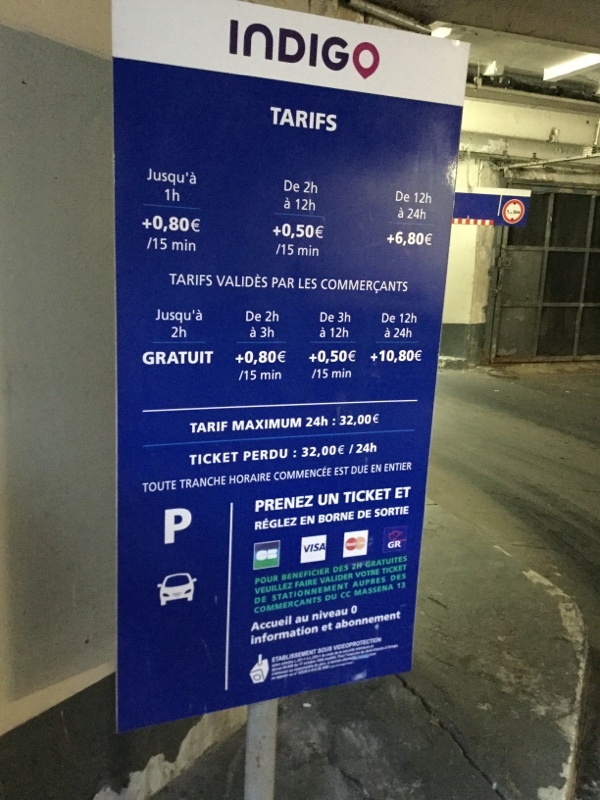 INDIGO
TARIFS
Jusqu'à 1h
De 2h à 12h
De 12h à 24h
+0,80€ /15 min
+0,50€ /15 min
+6,80€
TARIFS VALIDÈS PAR LES COMMERÇANTS
Jusqu'à 2h
De 2h à 3h
De 3h à 12h
De 12h à 24h
GRATUIT
+0,80€ /15 min
+0,50€ /15 min
+10,80€
TARIF MAXIMUM 24h : 32,00€
TICKET PERDU : 32,00€ / 24h
TOUTE TRANCHE HORAIRE COMMENCÉE EST DUE EN ENTIER
P
PRENEZ UN TICKET ET
RÉGLEZ EN BORNE DE SORTIE
CB
VISA
MasterCard
GR
POUR BENEFICIER DES 2H GRATUITES
VEUILLEZ FAIRE VALIDER VOTRE TICKET
DE STATIONNEMENT AUPRES DES
COMMERÇANTS DU CC MASSENA 13
Accueil au niveau 0
information et abonnement
ETABLISSEMENT SOUS VIDEOPROTECTION